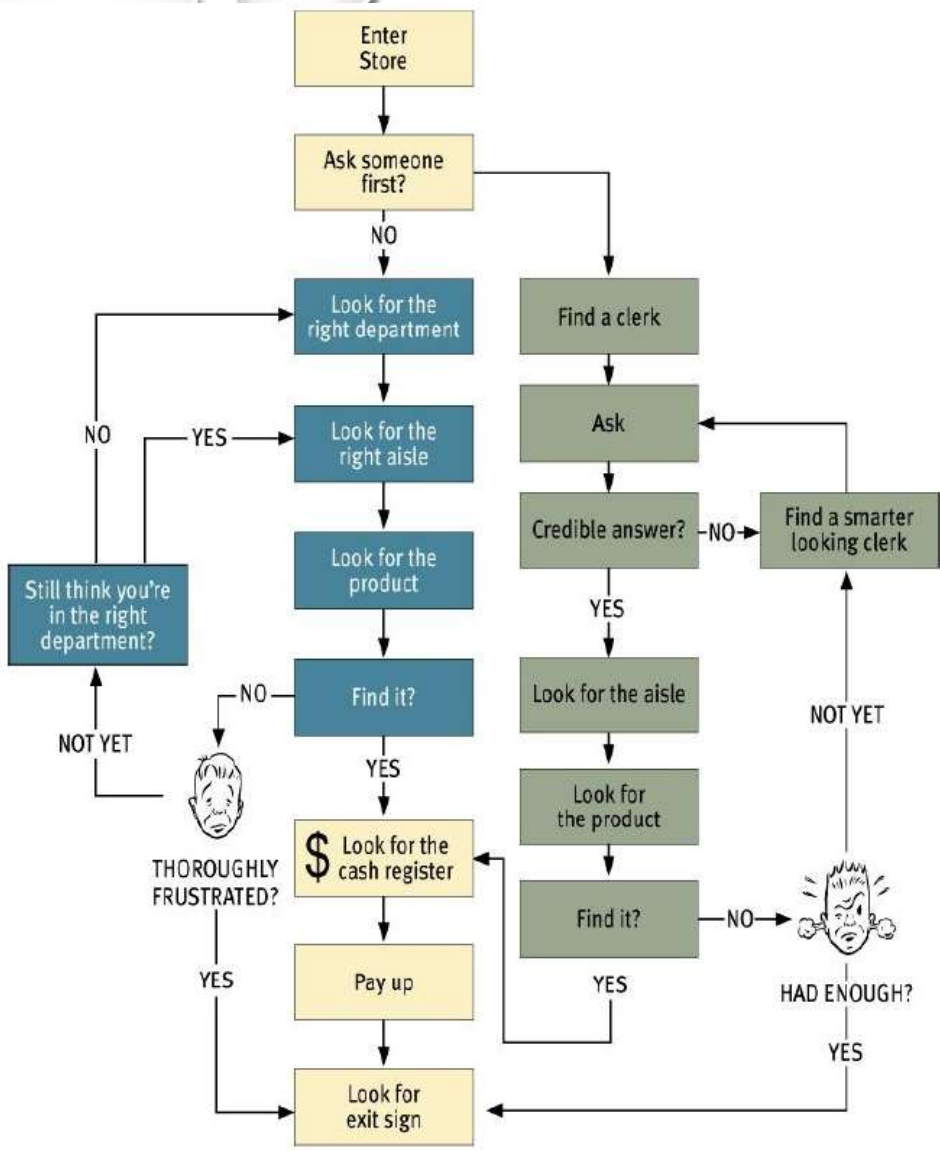 Enter
Store
Ask someone
first?
NO
Look for the
right department
Find a clerk
NO
YES
Look for the
right aisle
Ask
Credible answer?
NO
Find a smarter
looking clerk
Look for the
product
Still think you're
in the right
department?
YES
Find it?
NO
Look for the aisle
NOT YET
NOT YET
YES
Look for
the product
$ Look for the
cash register
THOROUGHLY
FRUSTRATED?
Find it?
NO
YES
Pay up
YES
HAD ENOUGH?
YES
Look for
exit sign